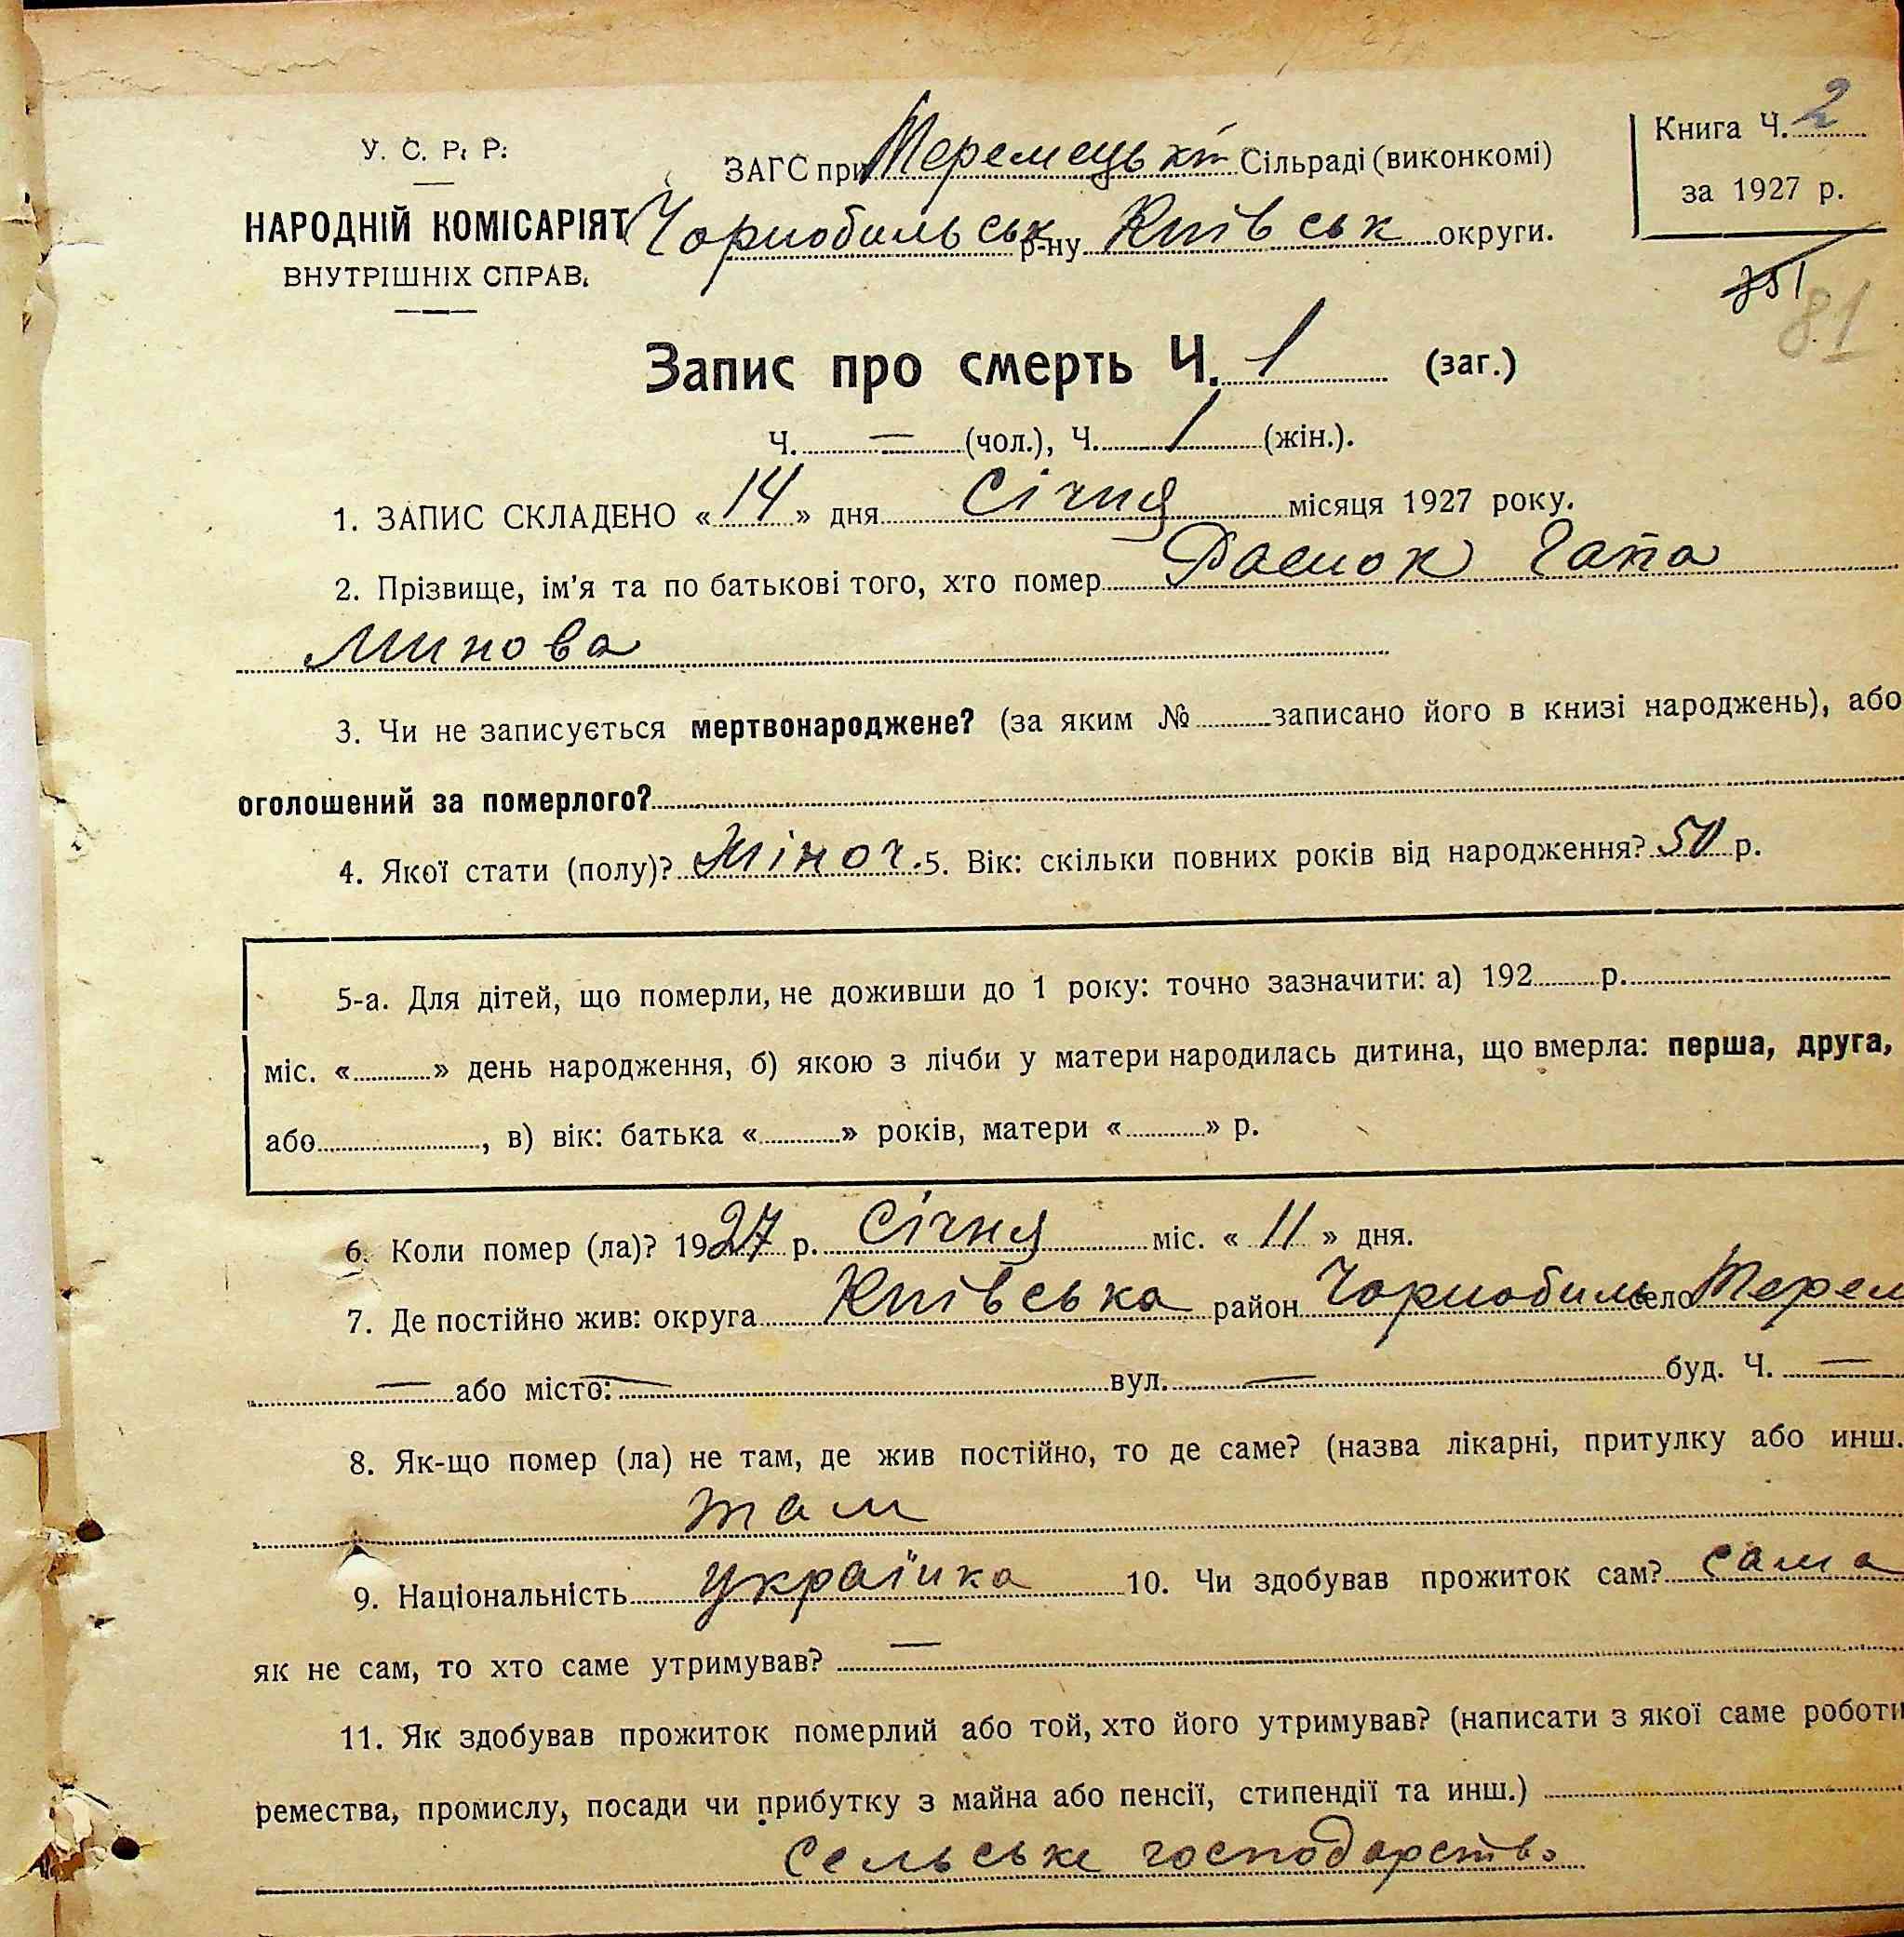 Книга Ч. 2
за 1927 р.
351
81
У. С. Р. Р.
НАРОДНІЙ КОМІСАРІЯТ
ВНУТРІШНІХ СПРАВ.
ЗАГС при Теремецькій Сільраді (виконкомі)
Чорнобильськ р-ну Київськ округи.
Запис про смерть Ч. 1 (заг.)
Ч. — (чол.), Ч. 1 (жін.).
1. ЗАПИС СКЛАДЕНО « 14 » дня Січня місяця 1927 року.
2. Прізвище, ім'я та по батькові того, хто помер Гапа
Минова
3. Чи не записується мертвонароджене? (за яким № записано його в книзі народжень), або
оголошений за померлого?
4. Якої стати (полу)? Жіноч. 5. Вік: скільки повних років від народження? 50 р.
5-а. Для дітей, що померли, не доживши до 1 року: точно зазначити: а) 192 р.
міс. « » день народження, б) якою з лічби у матери народилась дитина, що вмерла: перша, друга,
або , в) вік: батька « » років, матери « » р.
6. Коли помер (ла)? 1927 р. Січня міс. « 11 » дня.
7. Де постійно жив: округа Київська район Чорнобиль село Терем
— або місто: — вул. — буд. Ч. —
8. Як-що помер (ла) не там, де жив постійно, то де саме? (назва лікарні, притулку або инш.
там
9. Національність українка 10. Чи здобував прожиток сам? сама
як не сам, то хто саме утримував? —
11. Як здобував прожиток померлий або той, хто його утримував? (написати з якої саме роботи
ремества, промислу, посади чи прибутку з майна або пенсії, стипендії та инш.)
Сельське господарство